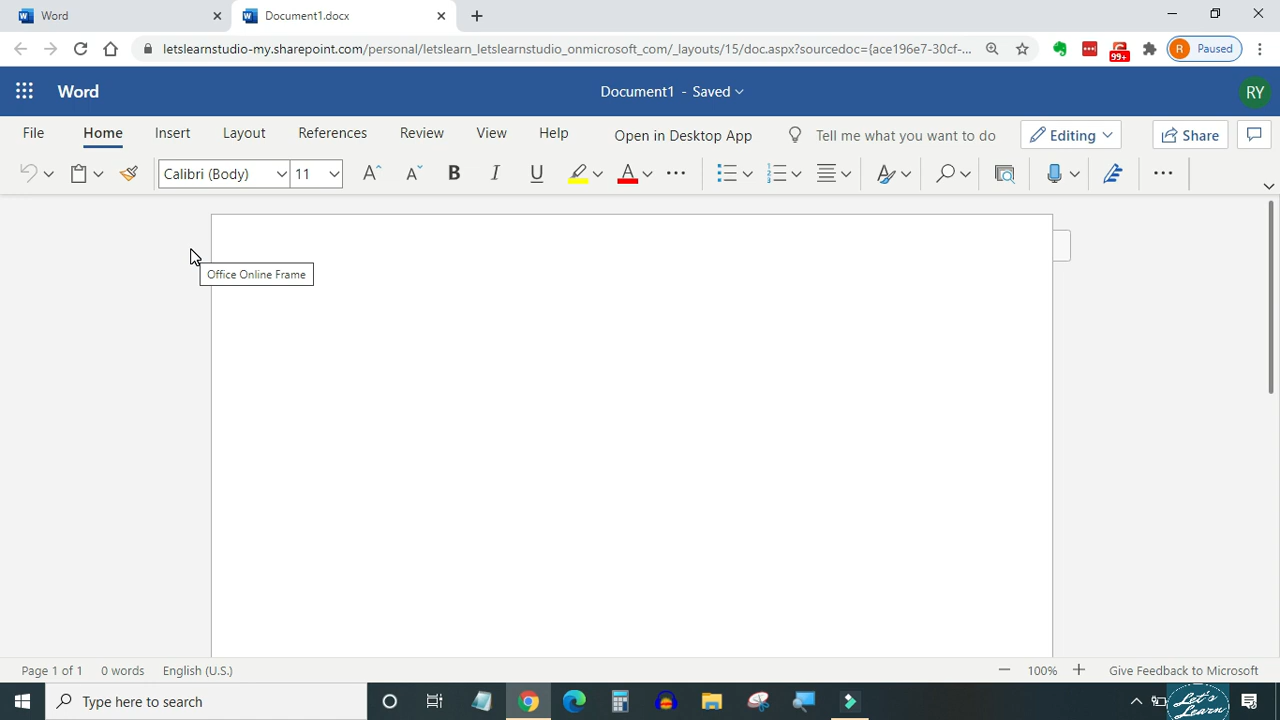 Word
Document1.docx
letslearnstudio-my.sharepoint.com/personal/letslearn_letslearnstudio_onmicrosoft_com/_layouts/15/doc.aspx?sourcedoc={ace196e7-30cf-...
99+
R Paused
Word
Document1 - Saved
RY
File Home Insert Layout References Review View Help Open in Desktop App Tell me what you want to do Editing Share
Calibri (Body) 11 A A B I U A
Office Online Frame
Page 1 of 1 0 words English (U.S.) 100% Give Feedback to Microsoft
Type here to search
Let's
Learn